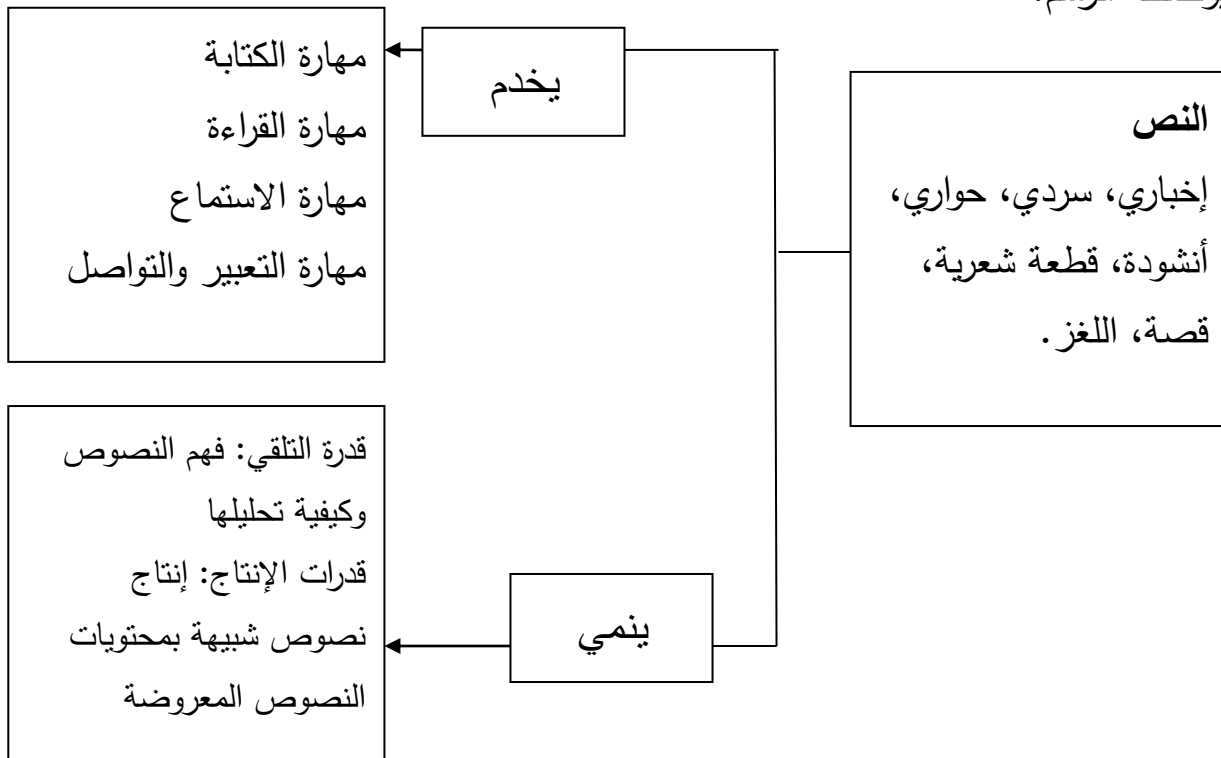 الرسم.
النص
إخباري، سردي، حواري،
أنشودة، قطعة شعرية،
قصة، اللغز.
يخدم
مهارة الكتابة
مهارة القراءة
مهارة الاستماع
مهارة التعبير والتواصل
ينمي
قدرة التلقي: فهم النصوص
وكيفية تحليلها
قدرات الإنتاج: إنتاج
نصوص شبيهة بمحتويات
النصوص المعروضة